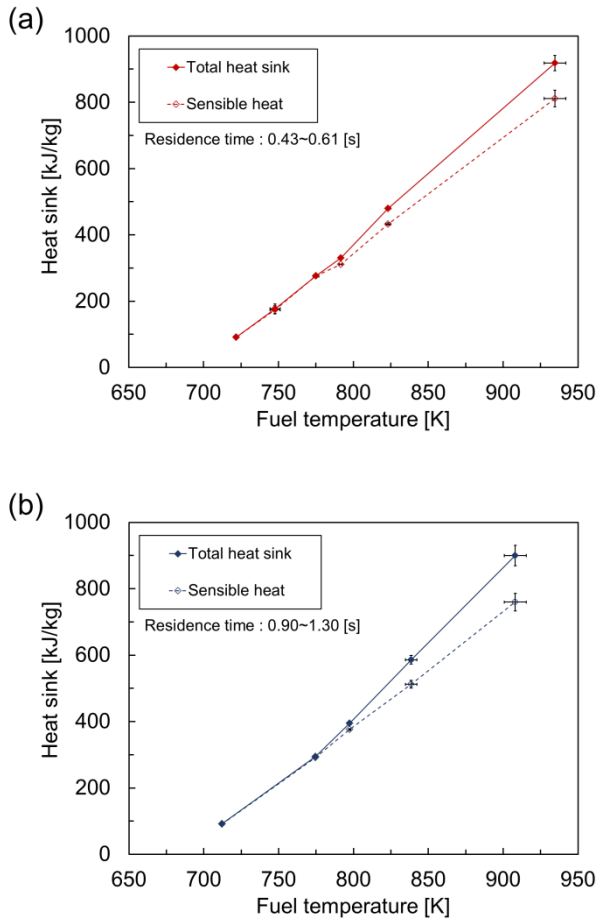 (a)
1000
800
600
400
200
0
Heat sink [kJ/kg]
Total heat sink
Sensible heat
Residence time : 0.43~0.61 [s]
650 700 750 800 850 900 950
Fuel temperature [K]
(b)
1000
800
600
400
200
0
Heat sink [kJ/kg]
Total heat sink
Sensible heat
Residence time : 0.90~1.30 [s]
650 700 750 800 850 900 950
Fuel temperature [K]